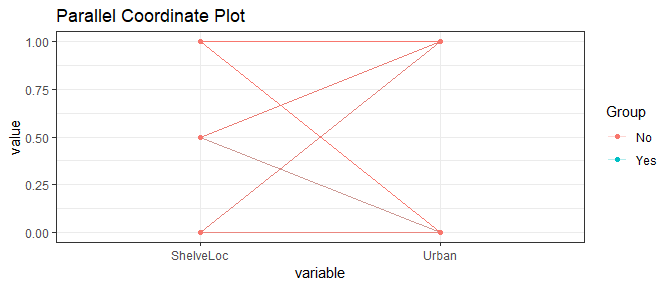 Parallel Coordinate Plot
1.00
0.75
0.50
0.25
0.00
value
ShelveLoc
Urban
variable
Group
No
Yes